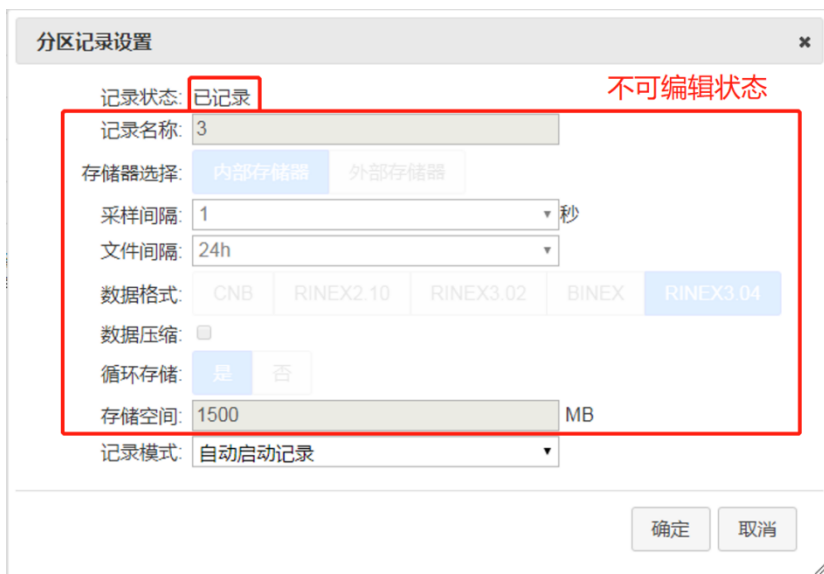 分区记录设置
不可编辑状态
记录状态: 已记录
记录名称: 3
存储器选择: 内部存储器 外部存储器
采样间隔: 1 秒
文件间隔: 24h
数据格式: CNB RINEX2.10 RINEX3.02 BINEX RINEX3.04
数据压缩:
循环存储: 是 否
存储空间: 1500 MB
记录模式: 自动启动记录
确定 取消